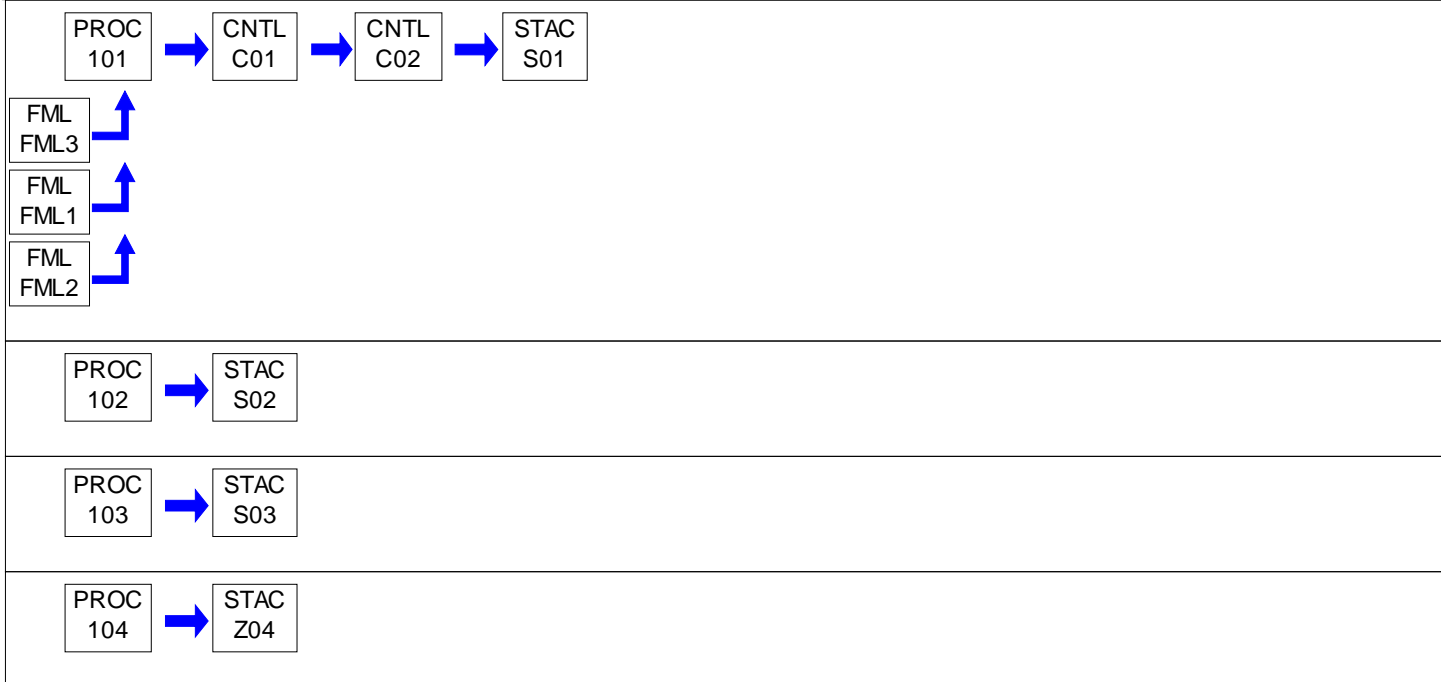 PROC
101
CNTL
C01
CNTL
C02
STAC
S01
FML
FML3
FML
FML1
FML
FML2
PROC
102
STAC
S02
PROC
103
STAC
S03
PROC
104
STAC
Z04